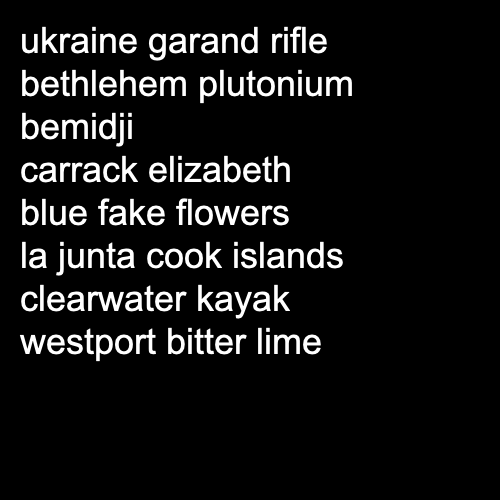 ukraine garand rifle
bethlehem plutonium
bemidji
carrack elizabeth
blue fake flowers
la junta cook islands
clearwater kayak
westport bitter lime